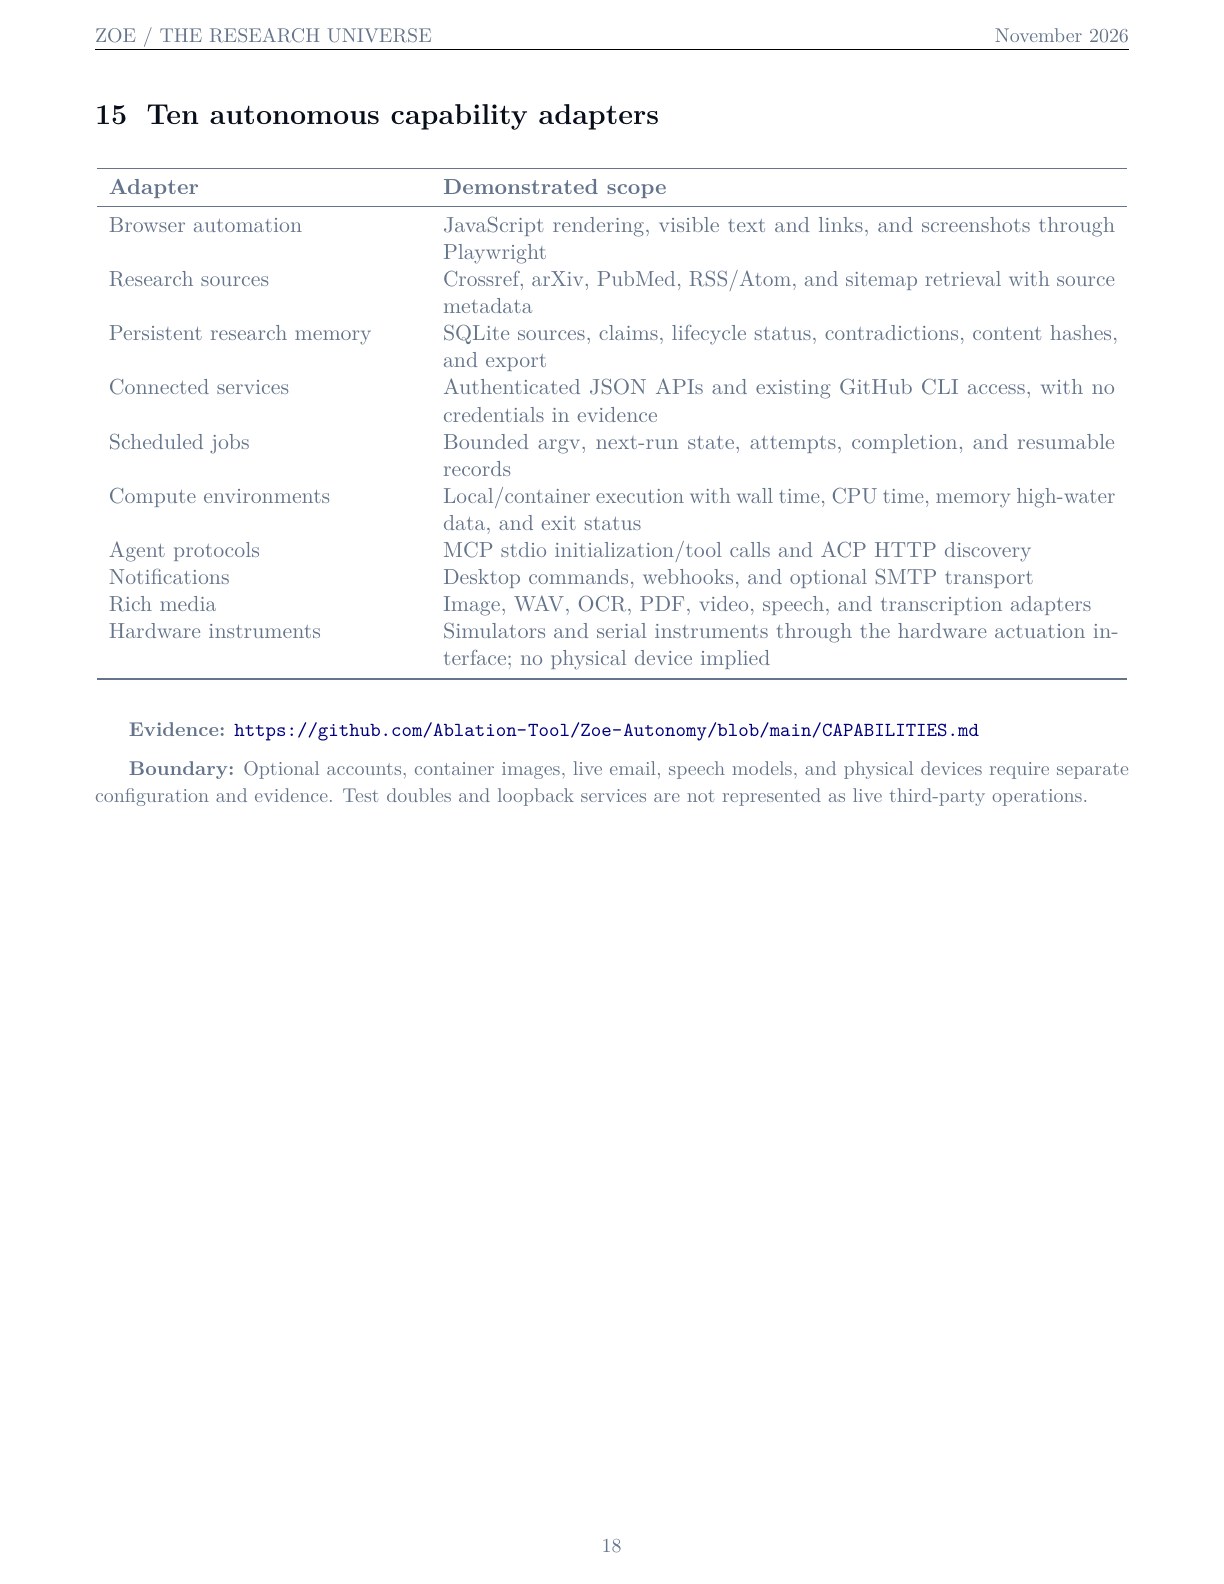 ZOE / THE RESEARCH UNIVERSE November 2026
15 Ten autonomous capability adapters
Adapter Demonstrated scope
Browser automation JavaScript rendering, visible text and links, and screenshots through
Playwright
Research sources Crossref, arXiv, PubMed, RSS/Atom, and sitemap retrieval with source
metadata
Persistent research memory SQLite sources, claims, lifecycle status, contradictions, content hashes,
and export
Connected services Authenticated JSON APIs and existing GitHub CLI access, with no
credentials in evidence
Scheduled jobs Bounded argv, next-run state, attempts, completion, and resumable
records
Compute environments Local/container execution with wall time, CPU time, memory high-water
data, and exit status
Agent protocols MCP stdio initialization/tool calls and ACP HTTP discovery
Notifications Desktop commands, webhooks, and optional SMTP transport
Rich media Image, WAV, OCR, PDF, video, speech, and transcription adapters
Hardware instruments Simulators and serial instruments through the hardware actuation in-
terface; no physical device implied
Evidence: https://github.com/Ablation-Tool/Zoe-Autonomy/blob/main/CAPABILITIES.md
Boundary: Optional accounts, container images, live email, speech models, and physical devices require separate
configuration and evidence. Test doubles and loopback services are not represented as live third-party operations.
18